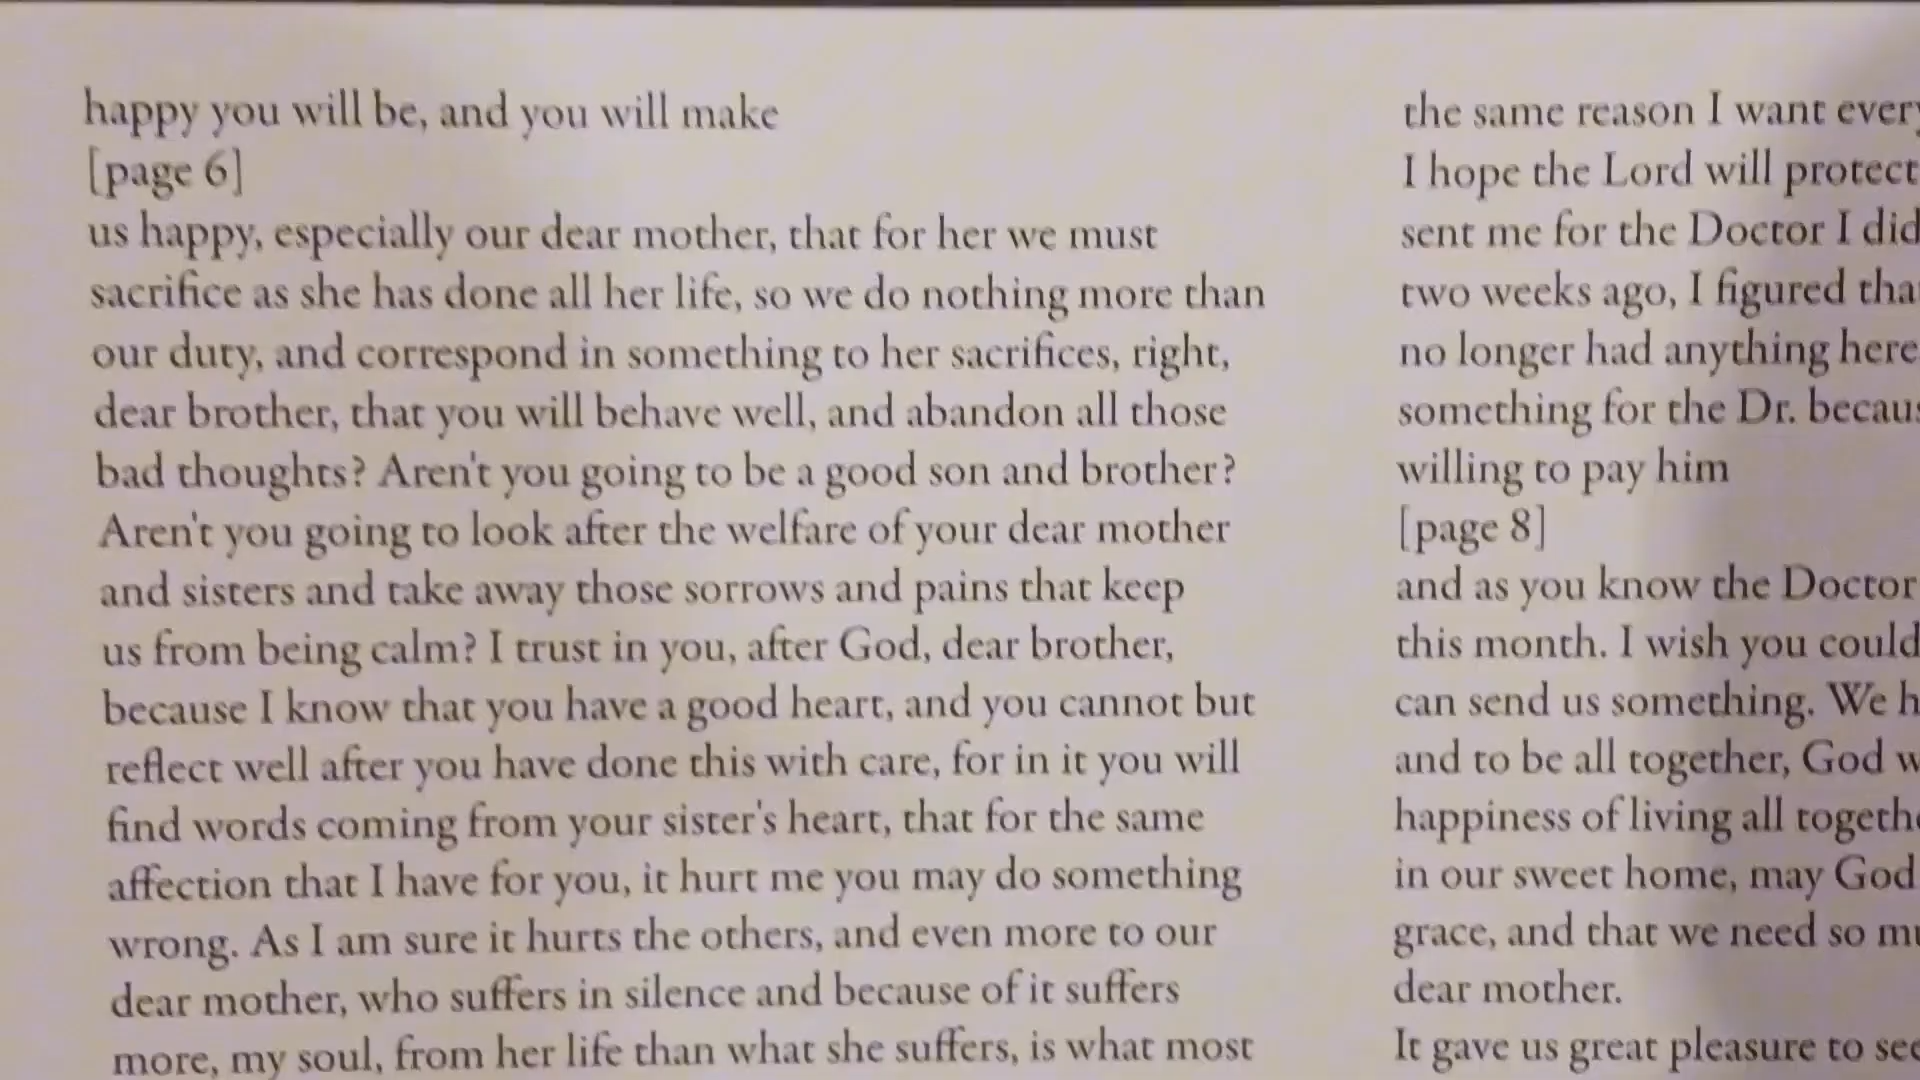 happy you will be, and you will make
[page 6]
us happy, especially our dear mother, that for her we must
sacrifice as she has done all her life, so we do nothing more than
our duty, and correspond in something to her sacrifices, right,
dear brother, that you will behave well, and abandon all those
bad thoughts? Aren't you going to be a good son and brother?
Aren't you going to look after the welfare of your dear mother
and sisters and take away those sorrows and pains that keep
us from being calm? I trust in you, after God, dear brother,
because I know that you have a good heart, and you cannot but
reflect well after you have done this with care, for in it you will
find words coming from your sister's heart, that for the same
affection that I have for you, it hurt me you may do something
wrong. As I am sure it hurts the others, and even more to our
dear mother, who suffers in silence and because of it suffers
more, my soul, from her life than what she suffers, is what most
the same reason I want
I hope the Lord will protect
sent me for the Doctor I did
two weeks ago, I figured
no longer had anything here
something for the Dr.
willing to pay him
[page 8]
and as you know the Doctor
this month. I wish you could
can send us something. We
and to be all together, God
happiness of living all
in our sweet home, may God
grace, and that we need so
dear mother.
It gave us great pleasure to